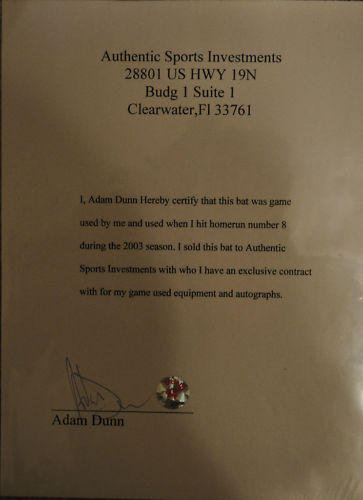 Authentic Sports Investments
28801 US HWY 19N
Budg 1 Suite 1
Clearwater,Fl 33761
I, Adam Dunn Hereby certify that this bat was game
used by me and used when I hit homerun number 8
during the 2003 season. I sold this bat to Authentic
Sports Investments with who I have an exclusive contract
with for my game used equipment and autographs.
Adam Dunn